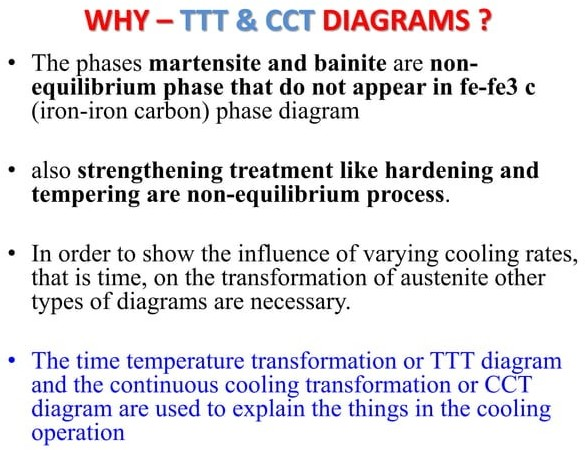 WHY – TTT & CCT DIAGRAMS ?
• The phases martensite and bainite are non-
equilibrium phase that do not appear in fe-fe3 c
(iron-iron carbon) phase diagram
• also strengthening treatment like hardening and
tempering are non-equilibrium process.
• In order to show the influence of varying cooling rates,
that is time, on the transformation of austenite other
types of diagrams are necessary.
• The time temperature transformation or TTT diagram
and the continuous cooling transformation or CCT
diagram are used to explain the things in the cooling
operation